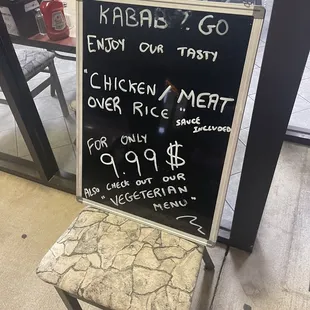 KABAB 2 GO
ENJOY OUR TASTY
"CHICKEN / MEAT
OVER RICE"
SAUCE INCLUDED
FOR ONLY
9.99 $
ALSO CHECK OUT OUR
"VEGETERIAN
MENU"